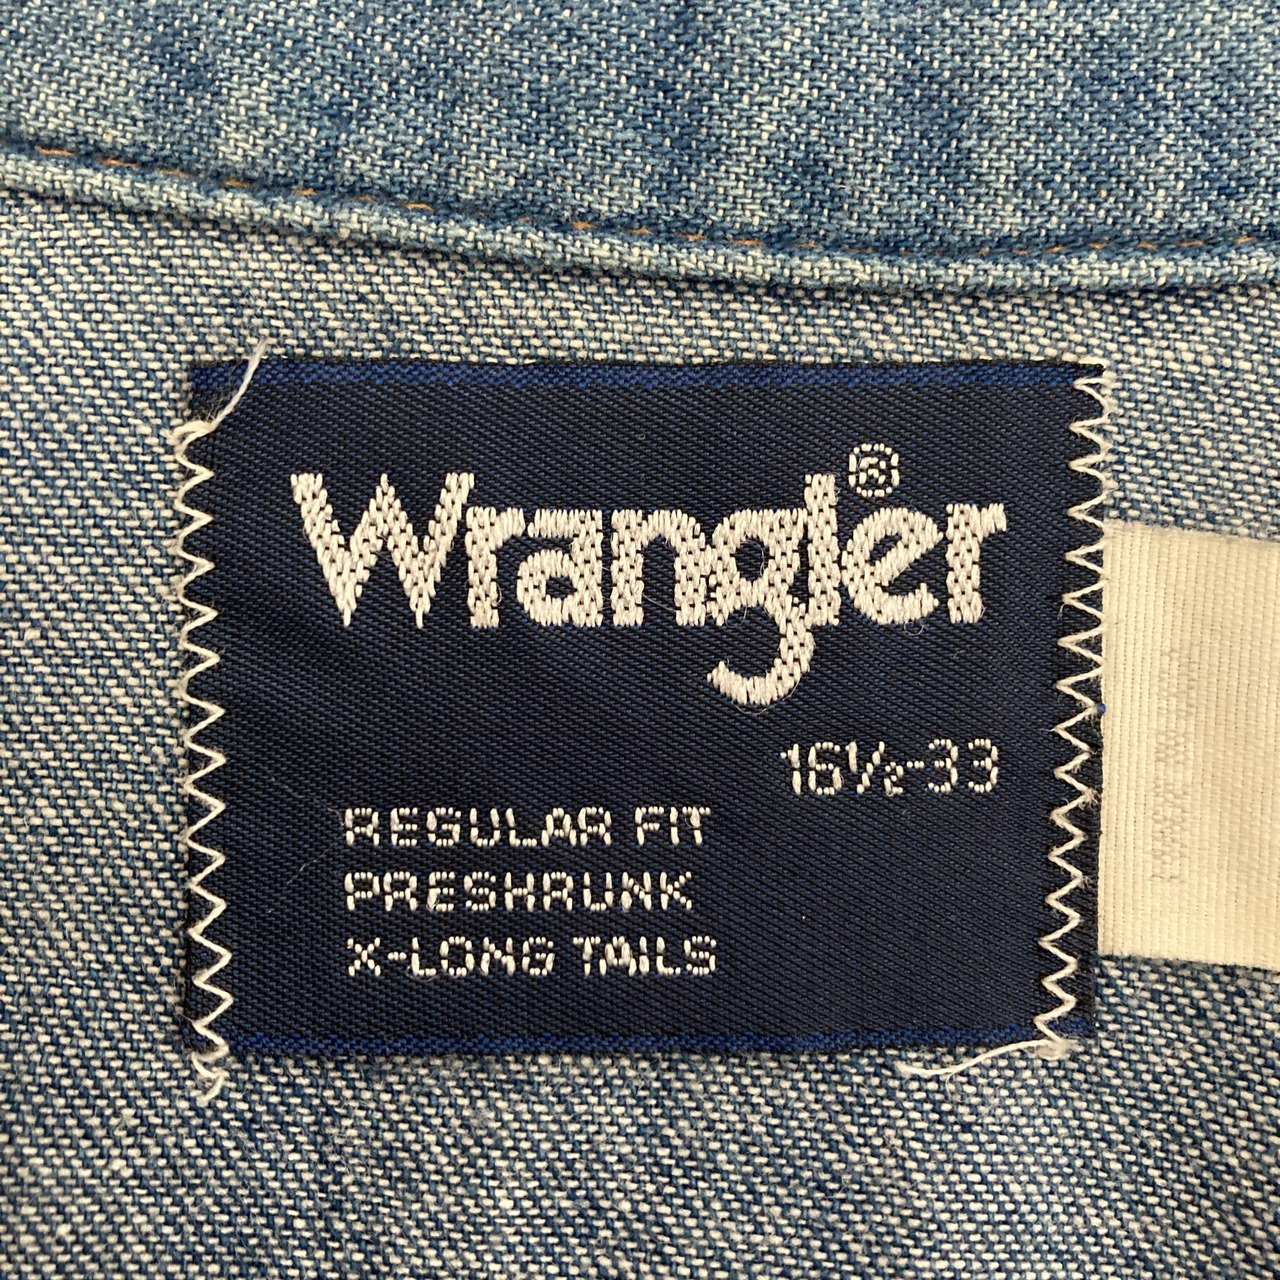 Wrangler®
16½-33
REGULAR FIT
PRESHRUNK
X-LONG TAILS